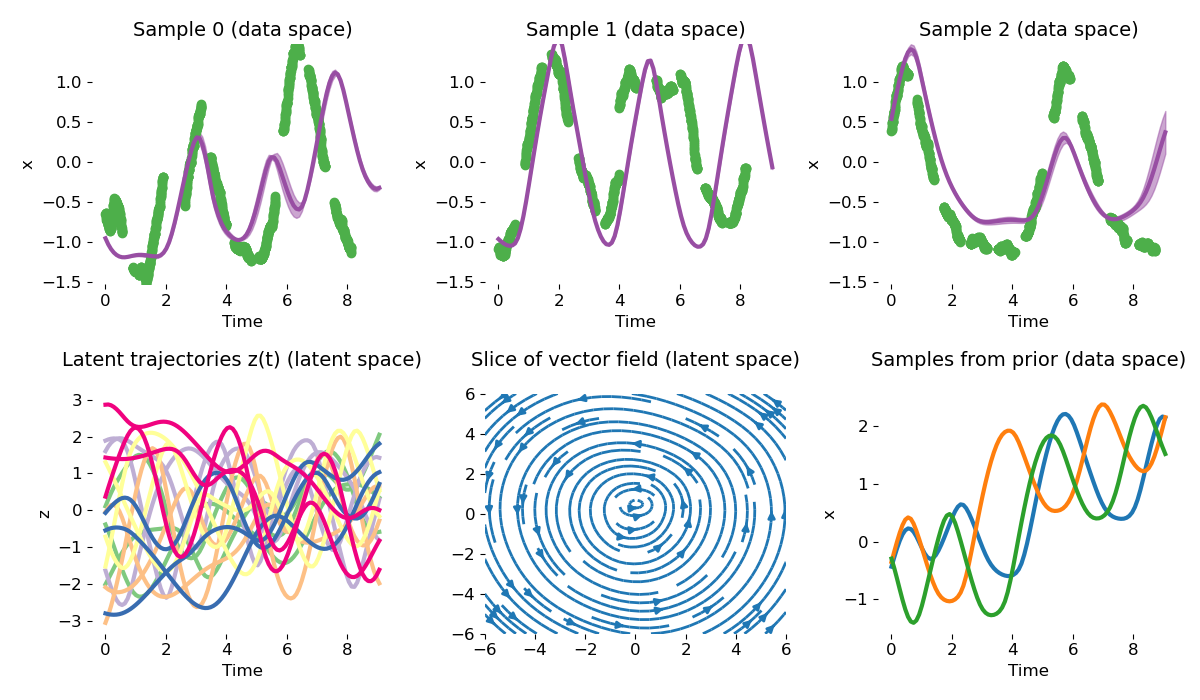 Sample 0 (data space)
Sample 1 (data space)
Sample 2 (data space)
1.0
0.5
0.0
−0.5
−1.0
−1.5
x
0 2 4 6 8
Time
1.0
0.5
0.0
−0.5
−1.0
−1.5
x
0 2 4 6 8
Time
1.0
0.5
0.0
−0.5
−1.0
−1.5
x
0 2 4 6 8
Time
Latent trajectories z(t) (latent space)
Slice of vector field (latent space)
Samples from prior (data space)
3
2
1
0
−1
−2
−3
z
0 2 4 6 8
Time
6
4
2
0
−2
−4
−6
−6 −4 −2 0 2 4 6
2
1
0
−1
x
0 2 4 6 8
Time